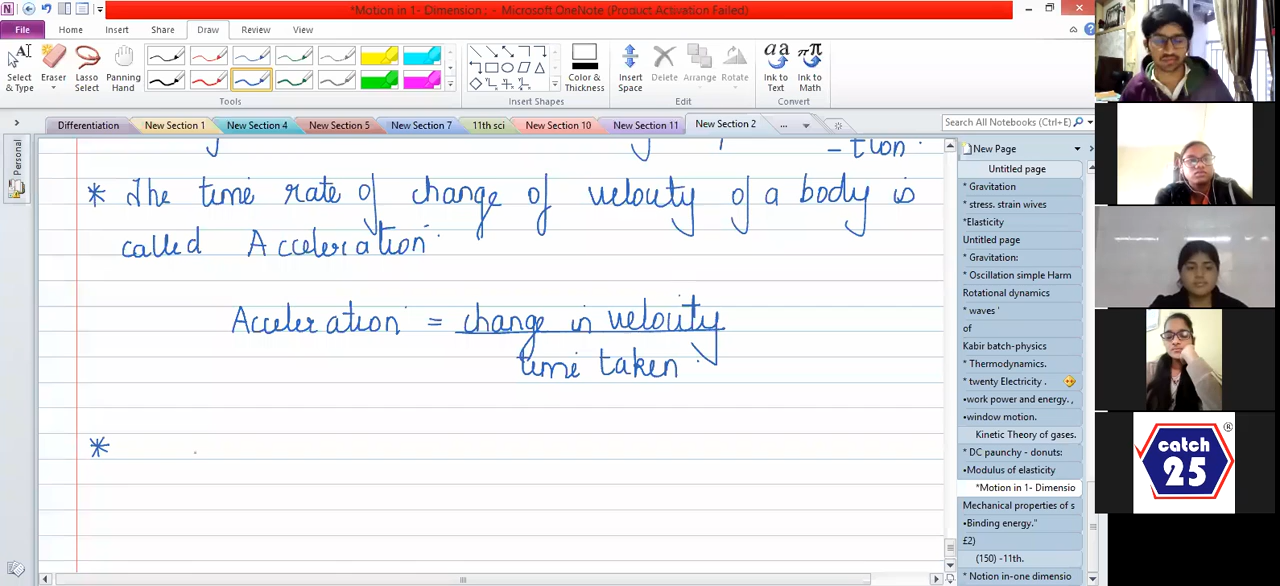 *Motion in 1- Dimension : - Microsoft OneNote (Product Activation Failed)
File Home Insert Share Draw Review View
Select & Type
Eraser
Lasso Select
Panning Hand
Color & Thickness
Insert Space
Delete
Arrange
Rotate
Ink to Text
Ink to Math
Tools
Insert Shapes
Edit
Convert
Differentiation New Section 1 New Section 4 New Section 5 New Section 7 11th sci New Section 10 New Section 11 New Section 2 ...
Search All Notebooks (Ctrl+E)
Personal
- tion.
* The time rate of change of velouty of a body is
called Acceleration.
Acceleration = change in velouity
time taken.
*
New Page
Untitled page
* Gravitation
* stress. strain wives
*Elasticity
Untitled page
* Gravitation:
* Oscillation simple Harm
Rotational dynamics
* waves '
of
Kabir batch-physics
* Thermodynamics.
* twenty Electricity .
•work power and energy. ,
•window motion.
Kinetic Theory of gases.
* DC paunchy - donuts:
•Modulus of elasticity
*Motion in 1- Dimensio
Mechanical properties of s
•Binding energy."
£2)
(150) -11th.
* Notion in-one dimensio
catch
25
®